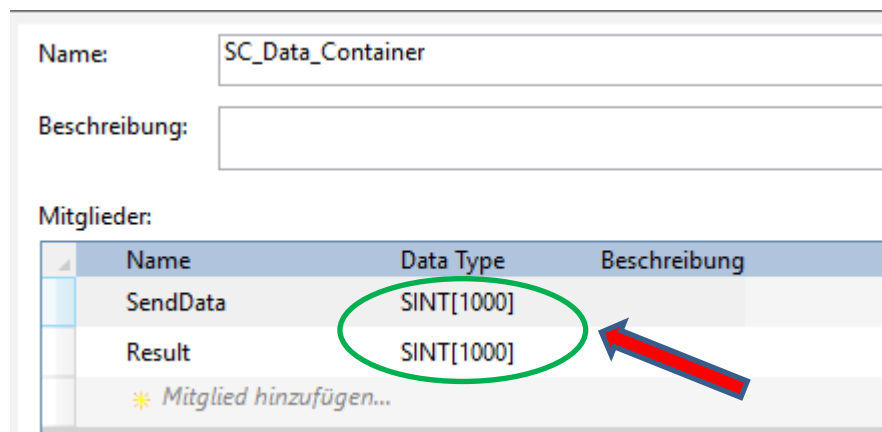 Name: SC_Data_Container
Beschreibung:
Mitglieder:
Name Data Type Beschreibung
SendData SINT[1000]
Result SINT[1000]
Mitglied hinzufügen...